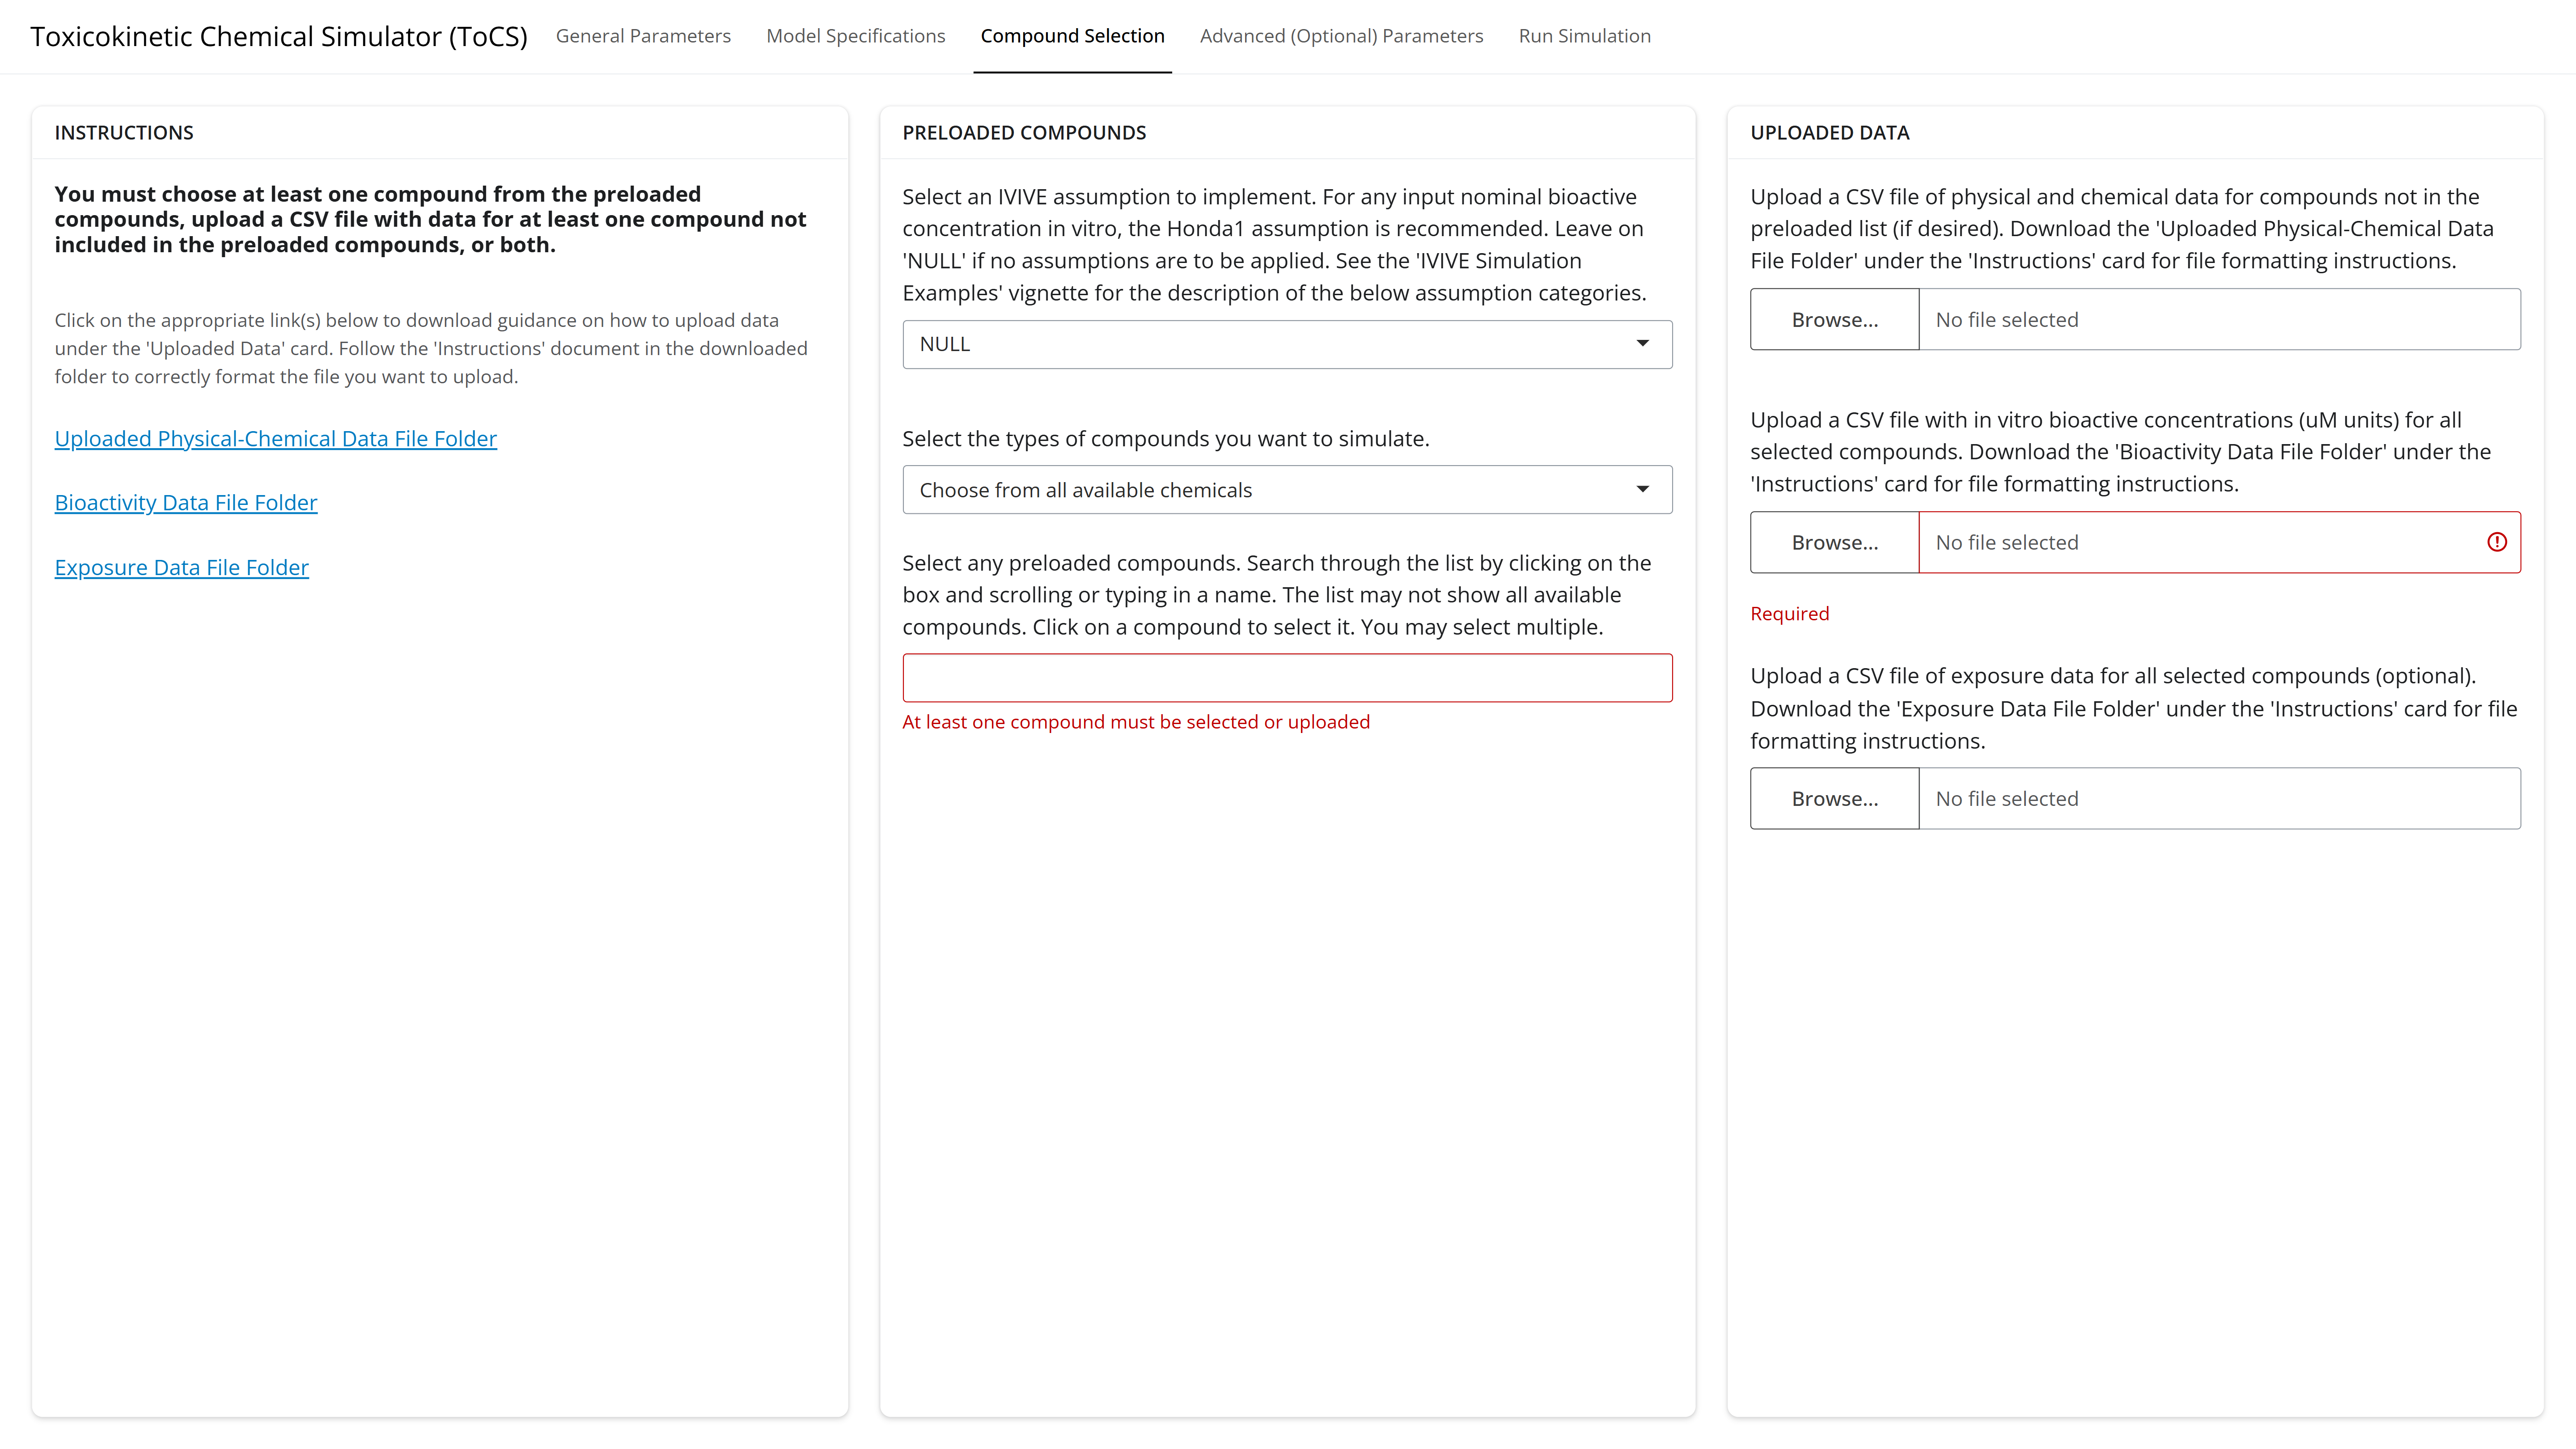 Toxicokinetic Chemical Simulator (ToCS)
General Parameters
Model Specifications
Compound Selection
Advanced (Optional) Parameters
Run Simulation
INSTRUCTIONS
You must choose at least one compound from the preloaded
compounds, upload a CSV file with data for at least one compound not
included in the preloaded compounds, or both.
Click on the appropriate link(s) below to download guidance on how to upload data
under the 'Uploaded Data' card. Follow the 'Instructions' document in the downloaded
folder to correctly format the file you want to upload.
Uploaded Physical-Chemical Data File Folder
Bioactivity Data File Folder
Exposure Data File Folder
PRELOADED COMPOUNDS
Select an IVIVE assumption to implement. For any input nominal bioactive
concentration in vitro, the Honda1 assumption is recommended. Leave on
'NULL' if no assumptions are to be applied. See the 'IVIVE Simulation
Examples' vignette for the description of the below assumption categories.
NULL
Select the types of compounds you want to simulate.
Choose from all available chemicals
Select any preloaded compounds. Search through the list by clicking on the
box and scrolling or typing in a name. The list may not show all available
compounds. Click on a compound to select it. You may select multiple.
At least one compound must be selected or uploaded
UPLOADED DATA
Upload a CSV file of physical and chemical data for compounds not in the
preloaded list (if desired). Download the 'Uploaded Physical-Chemical Data
File Folder' under the 'Instructions' card for file formatting instructions.
Browse...
No file selected
Upload a CSV file with in vitro bioactive concentrations (uM units) for all
selected compounds. Download the 'Bioactivity Data File Folder' under the
'Instructions' card for file formatting instructions.
Browse...
No file selected
Required
Upload a CSV file of exposure data for all selected compounds (optional).
Download the 'Exposure Data File Folder' under the 'Instructions' card for file
formatting instructions.
Browse...
No file selected